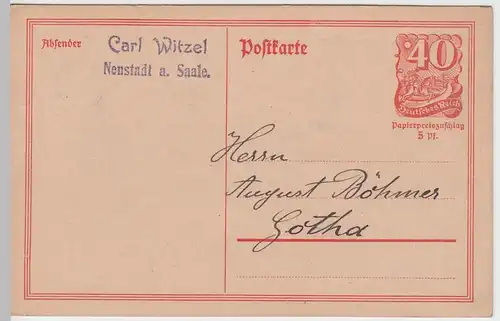 Absender
Carl Witzel
Neustadt a. Saale.
Postkarte
40
Deutsches Reich
Papierpreiszuschlag
5 Pf.
Herrn
August Böhmer
Gotha